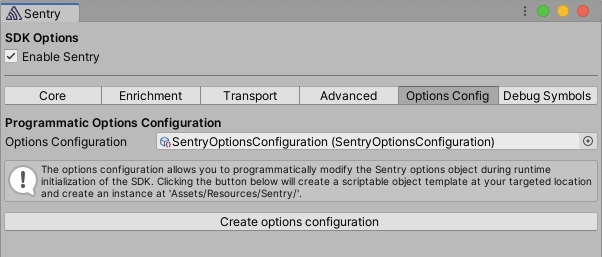 Sentry
SDK Options
Enable Sentry
Core Enrichment Transport Advanced Options Config Debug Symbols
Programmatic Options Configuration
Options Configuration SentryOptionsConfiguration (SentryOptionsConfiguration)
The options configuration allows you to programmatically modify the Sentry options object during runtime
initialization of the SDK. Clicking the button below will create a scriptable object template at your targeted location
and create an instance at 'Assets/Resources/Sentry/'.
Create options configuration